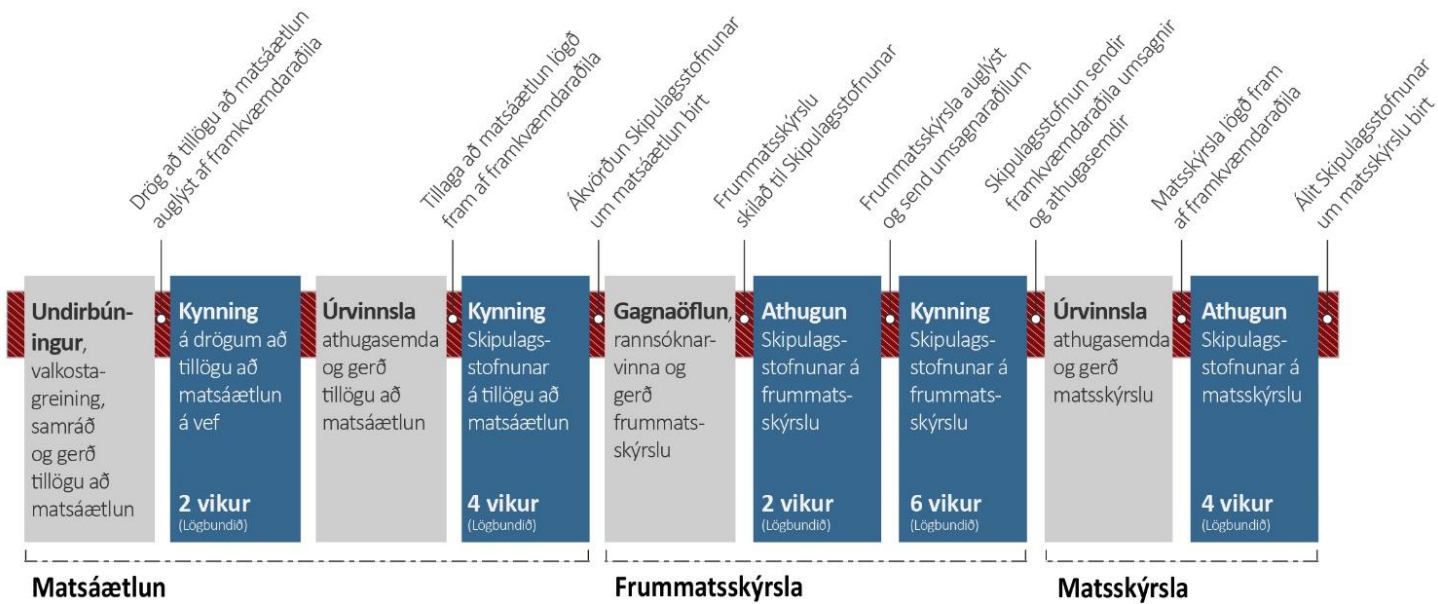 Drög að tillögu að matsáætlun
auglýst af framkvæmdaraðila
Tillaga að matsáætlun lögð
fram af framkvæmdaraðila
Ákvörðun Skipulagsstofnunar
um matsáætlun birt
Frummatsskýrslu
skilað til Skipulagsstofnunar
Frummatsskýrsla auglýst
og send umsagnaraðilum
Skipulagsstofnun sendir
framkvæmdaraðila umsagnir
og athugasemdir
Matsskýrsla lögð fram
af framkvæmdaraðila
Álit Skipulagsstofnunar
um matsskýrslu birt
Undirbún-
ingur,
valkosta-
greining,
samráð
og gerð
tillögu að
matsáætlun
Kynning
á drögum að
tillögu að
matsáætlun
á vef
2 vikur
(Lögbundið)
Úrvinnsla
athugasemda
og gerð
tillögu að
matsáætlun
Kynning
Skipulags-
stofnunar
á tillögu að
matsáætlun
4 vikur
(Lögbundið)
Gagnaöflun,
rannsóknar-
vinna og
gerð
frummats-
skýrslu
Athugun
Skipulags-
stofnunar á
frummats-
skýrslu
2 vikur
(Lögbundið)
Kynning
Skipulags-
stofnunar á
frummats-
skýrslu
6 vikur
(Lögbundið)
Úrvinnsla
athugasemda
og gerð
matsskýrslu
Athugun
Skipulags-
stofnunar á
matsskýrslu
4 vikur
(Lögbundið)
Matsáætlun
Frummatsskýrsla
Matsskýrsla